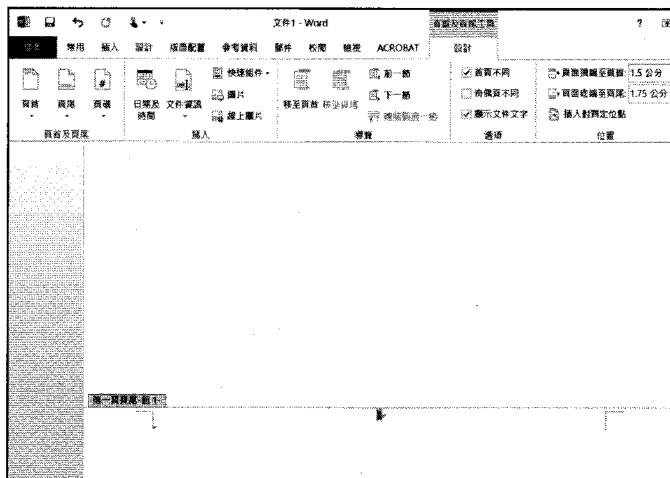 文件1 - Word
頁首及頁尾工具
?
檔案 常用 插入 設計 版面配置 參考資料 郵件 校閱 檢視 ACROBAT 設計
頁首
頁尾
頁碼
#
頁首及頁尾
日期及
時間
文件資訊
快速組件
圖片
線上圖片
插入
移至頁首
移至頁尾
前一節
下一節
連結到前一節
導覽
首頁不同
奇偶頁不同
顯示文件文字
選項
頁首頂端至頁首: 1.5 公分
頁尾底端至頁尾: 1.75 公分
插入對齊定位點
位置
第一頁頁尾-節1-